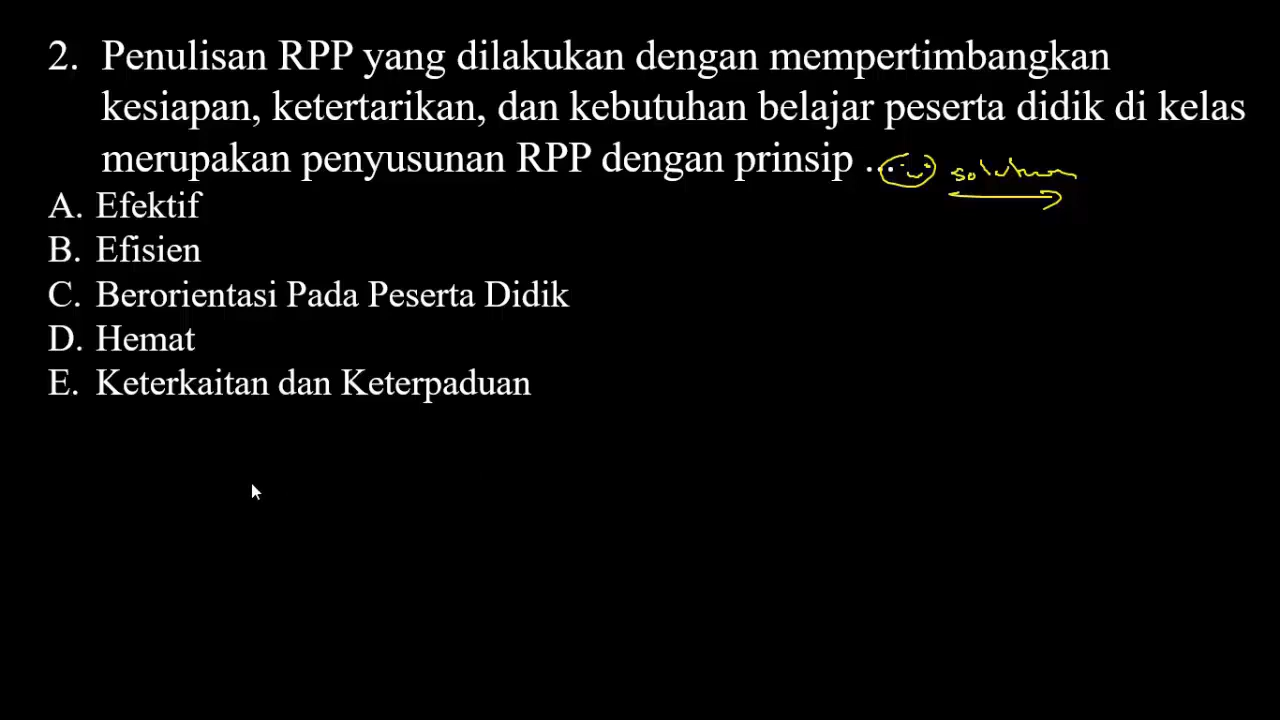 2. Penulisan RPP yang dilakukan dengan mempertimbangkan
kesiapan, ketertarikan, dan kebutuhan belajar peserta didik di kelas
merupakan penyusunan RPP dengan prinsip ...
A. Efektif
B. Efisien
C. Berorientasi Pada Peserta Didik
D. Hemat
E. Keterkaitan dan Keterpaduan